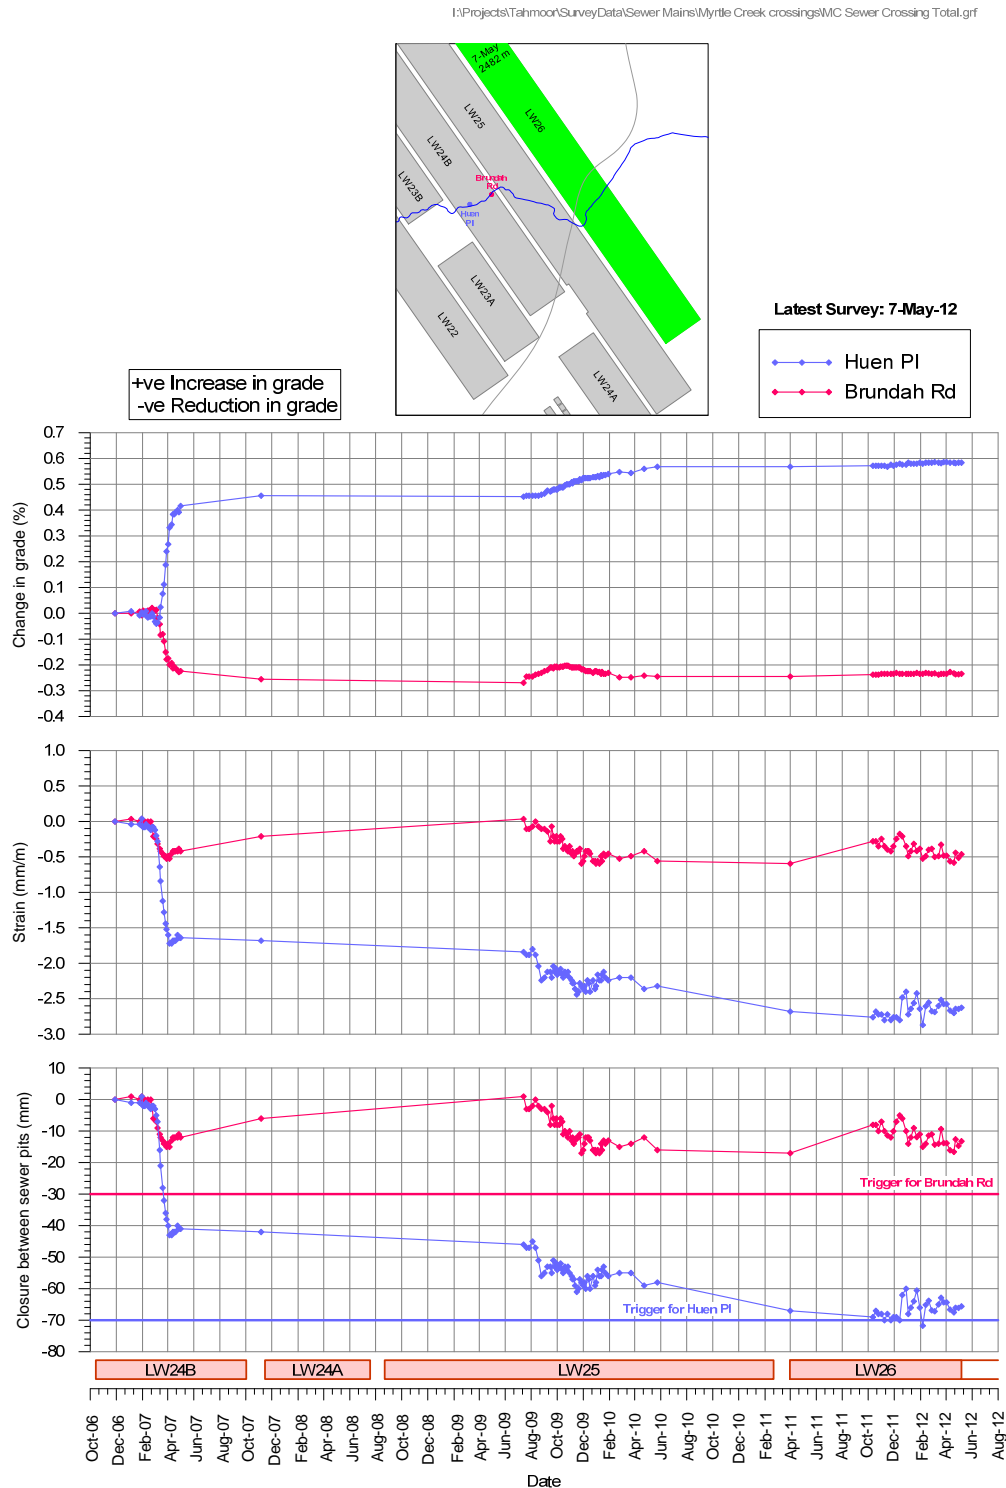 I:\Projects\Tahmoor\SurveyData\Sewer Mains\Myrtle Creek crossings\MC Sewer Crossing Total.grf
7-May
2482 m
LW26
LW25
LW24B
LW23B
Brundah
Rd
Huen
Pl
LW23A
LW22
LW24A
Latest Survey: 7-May-12
Huen Pl
Brundah Rd
+ve Increase in grade
-ve Reduction in grade
Change in grade (%)
0.7
0.6
0.5
0.4
0.3
0.2
0.1
0.0
-0.1
-0.2
-0.3
-0.4
Strain (mm/m)
1.0
0.5
0.0
-0.5
-1.0
-1.5
-2.0
-2.5
-3.0
Closure between sewer pits (mm)
10
0
-10
-20
-30
-40
-50
-60
-70
-80
Trigger for Brundah Rd
Trigger for Huen Pl
LW24B LW24A LW25 LW26
Oct-06 Dec-06 Feb-07 Apr-07 Jun-07 Aug-07 Oct-07 Dec-07 Feb-08 Apr-08 Jun-08 Aug-08 Oct-08 Dec-08 Feb-09 Apr-09 Jun-09 Aug-09 Oct-09 Dec-09 Feb-10 Apr-10 Jun-10 Aug-10 Oct-10 Dec-10 Feb-11 Apr-11 Jun-11 Aug-11 Oct-11 Dec-11 Feb-12 Apr-12 Jun-12 Aug-12
Date